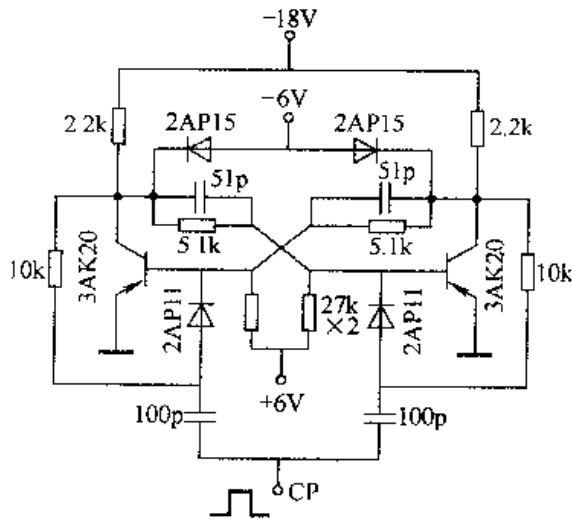 −18V
−6V
2.2k
2AP15
2AP15
2.2k
51p
51p
5.1k
5.1k
10k
3AK20
2AP11
27k
×2
2AP11
3AK20
10k
+6V
100p
100p
CP